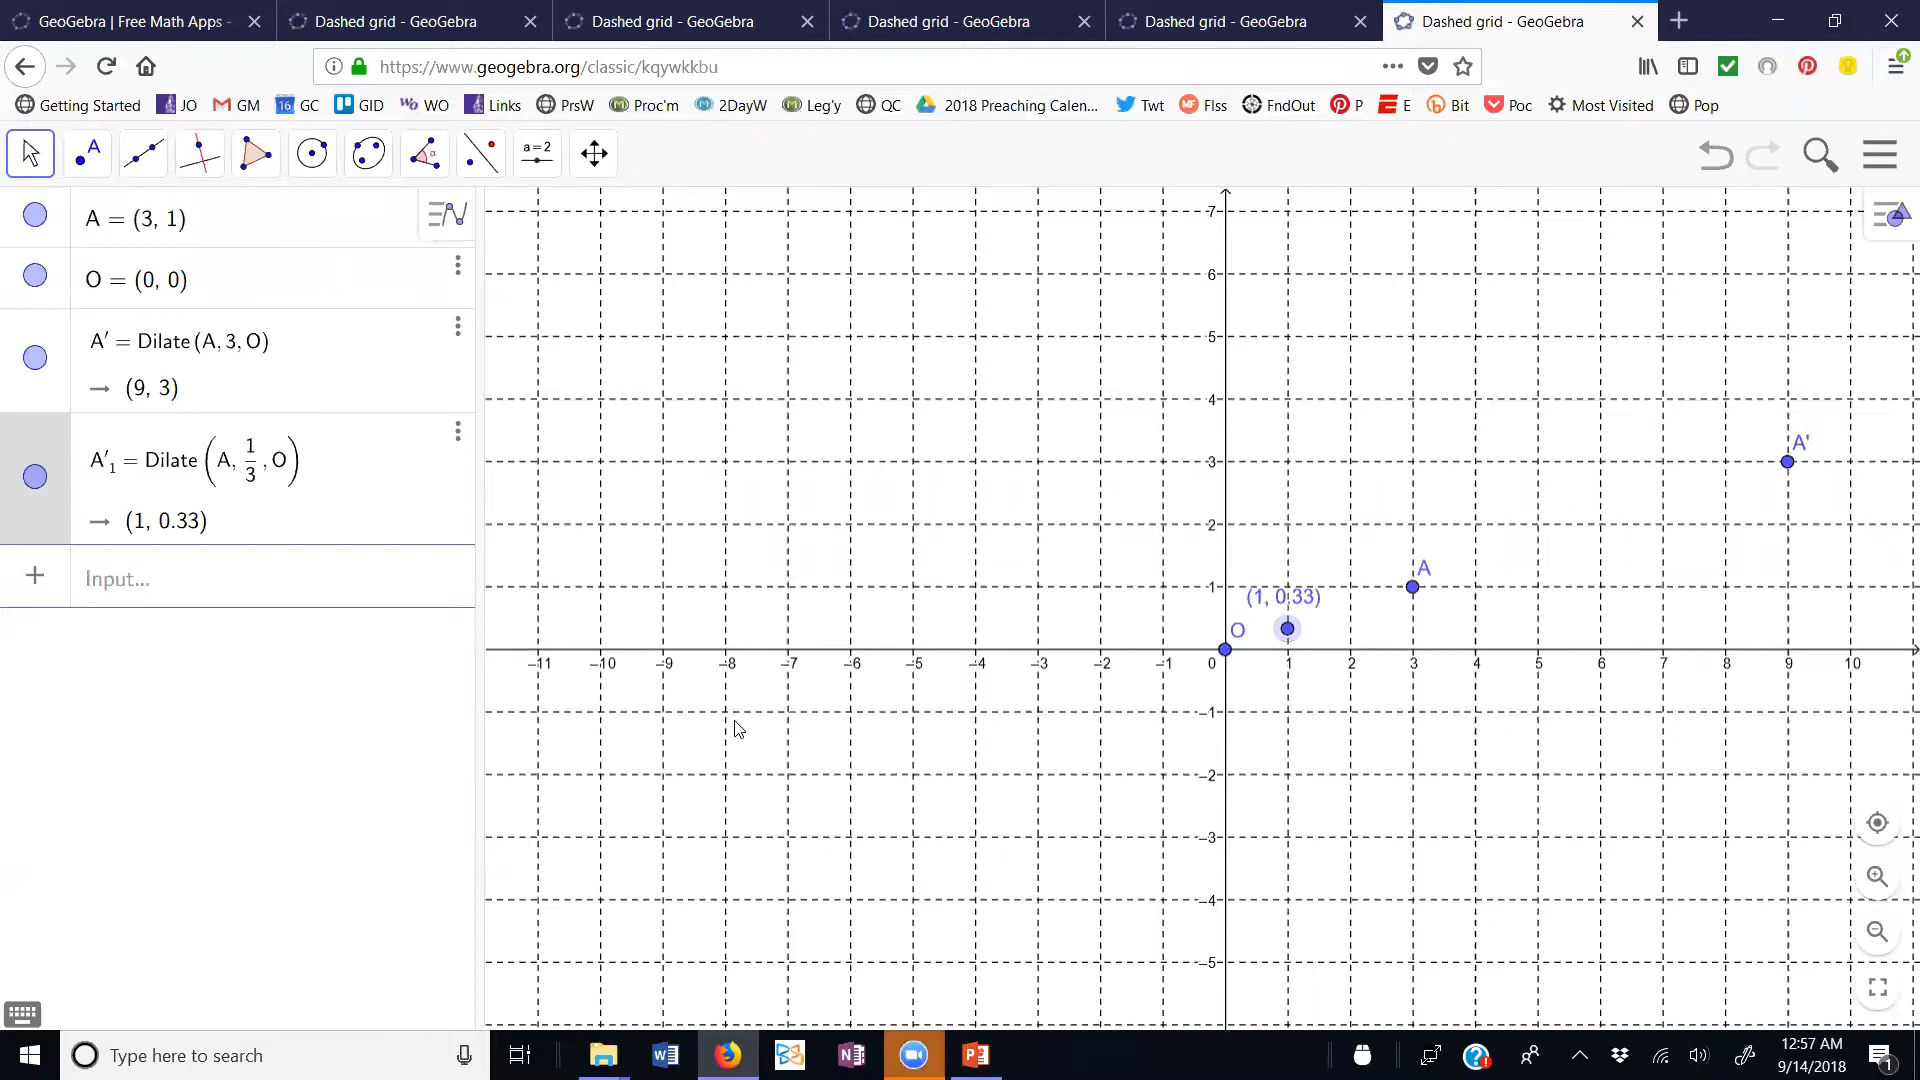 GeoGebra | Free Math Apps - Dashed grid - GeoGebra Dashed grid - GeoGebra Dashed grid - GeoGebra Dashed grid - GeoGebra Dashed grid - GeoGebra
https://www.geogebra.org/classic/kqywkkbu
Getting Started JO GM 16 GC GID Wo WO Links PrsW Proc'm 2DayW Leg'y QC 2018 Preaching Calen... Twt MF Flss FndOut P E Bit Poc Most Visited Pop
A α a=2
A = (3, 1)
O = (0, 0)
A′ = Dilate (A, 3, O)
→ (9, 3)
A′₁ = Dilate (A, 1/3, O)
→ (1, 0.33)
+ Input...
7
6
5
4
3
2
1
0
-1
-2
-3
-4
-5
-11 -10 -9 -8 -7 -6 -5 -4 -3 -2 -1 1 2 3 4 5 6 7 8 9 10
A'
A
(1, 0.33)
O
Type here to search
12:57 AM
9/14/2018
1